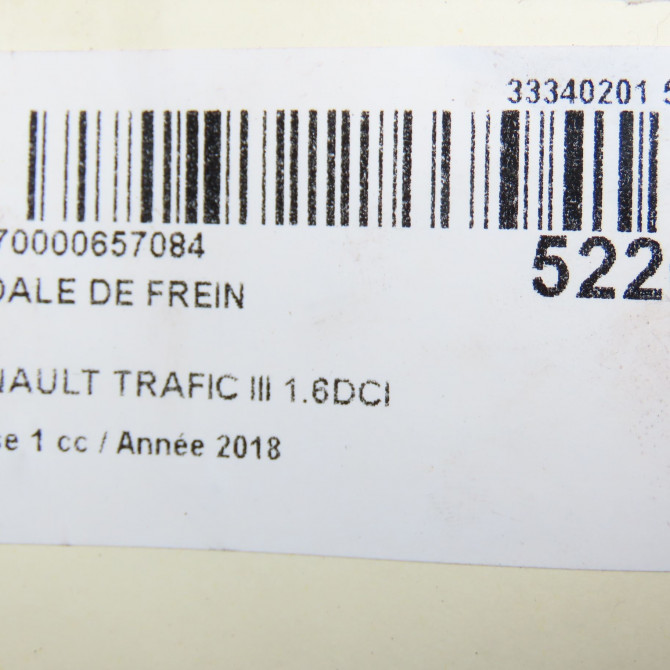 33340201 5
70000657084
522
DALE DE FREIN
NAULT TRAFIC III 1.6DCI
se 1 cc / Année 2018